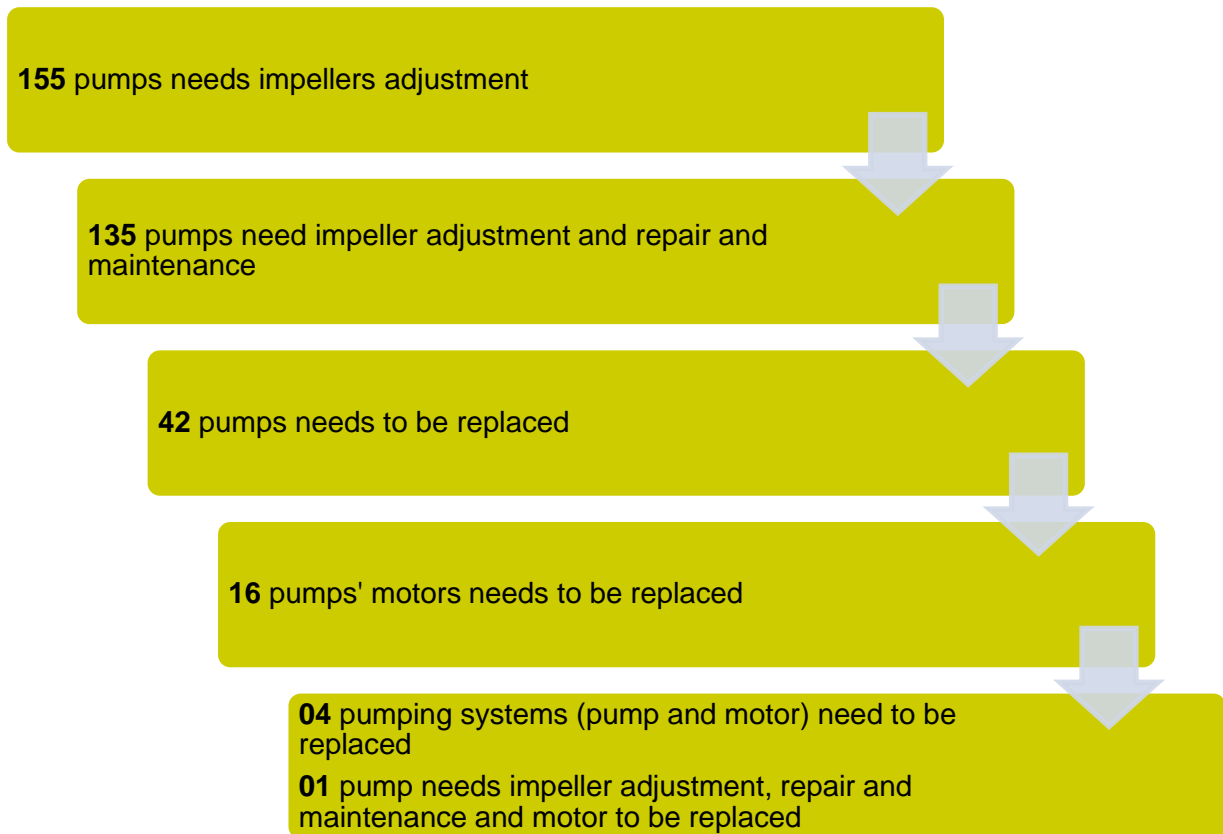 155 pumps needs impellers adjustment
135 pumps need impeller adjustment and repair and
maintenance
42 pumps needs to be replaced
16 pumps' motors needs to be replaced
04 pumping systems (pump and motor) need to be
replaced
01 pump needs impeller adjustment, repair and
maintenance and motor to be replaced